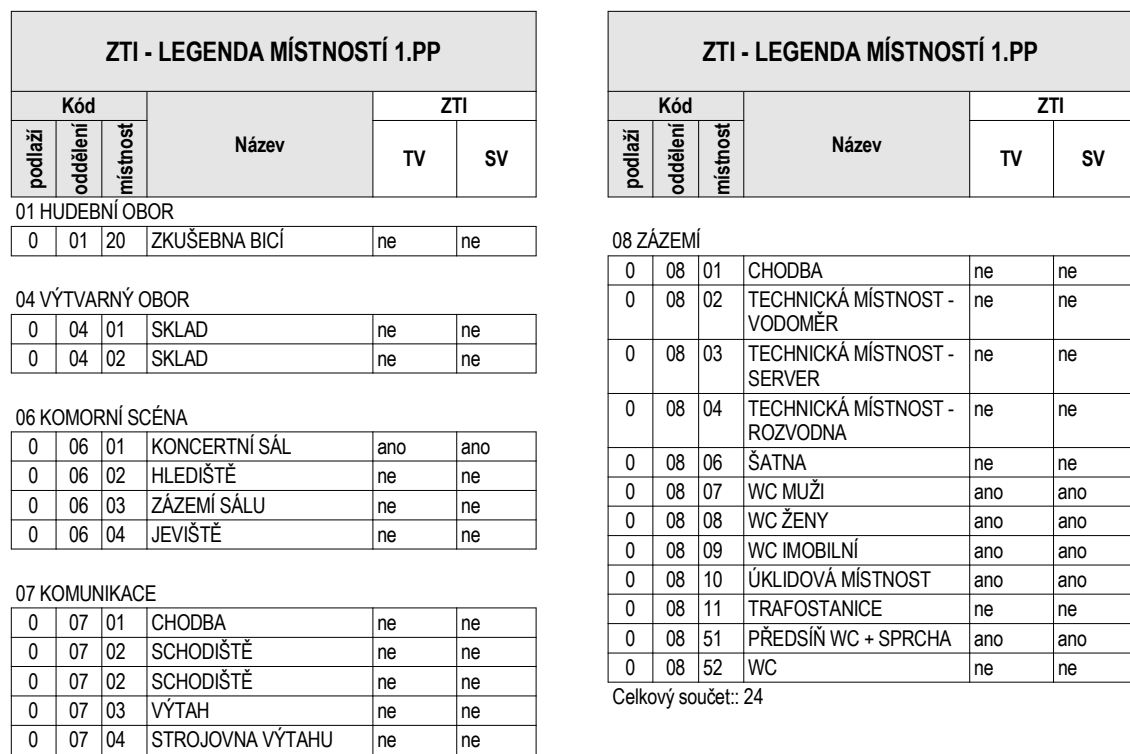 ZTI - LEGENDA MÍSTNOSTÍ 1.PP
Kód ZTI
podlaží oddělení místnost Název TV SV
01 HUDEBNÍ OBOR
0 01 20 ZKUŠEBNA BICÍ ne ne
04 VÝTVARNÝ OBOR
0 04 01 SKLAD ne ne
0 04 02 SKLAD ne ne
06 KOMORNÍ SCÉNA
0 06 01 KONCERTNÍ SÁL ano ano
0 06 02 HLEDIŠTĚ ne ne
0 06 03 ZÁZEMÍ SÁLU ne ne
0 06 04 JEVIŠTĚ ne ne
07 KOMUNIKACE
0 07 01 CHODBA ne ne
0 07 02 SCHODIŠTĚ ne ne
0 07 02 SCHODIŠTĚ ne ne
0 07 03 VÝTAH ne ne
0 07 04 STROJOVNA VÝTAHU ne ne
ZTI - LEGENDA MÍSTNOSTÍ 1.PP
Kód ZTI
podlaží oddělení místnost Název TV SV
08 ZÁZEMÍ
0 08 01 CHODBA ne ne
0 08 02 TECHNICKÁ MÍSTNOST - ne ne
VODOMĚR
0 08 03 TECHNICKÁ MÍSTNOST - ne ne
SERVER
0 08 04 TECHNICKÁ MÍSTNOST - ne ne
ROZVODNA
0 08 06 ŠATNA ne ne
0 08 07 WC MUŽI ano ano
0 08 08 WC ŽENY ano ano
0 08 09 WC IMOBILNÍ ano ano
0 08 10 ÚKLIDOVÁ MÍSTNOST ano ano
0 08 11 TRAFOSTANICE ne ne
0 08 51 PŘEDSÍŇ WC + SPRCHA ano ano
0 08 52 WC ne ne
Celkový součet:: 24